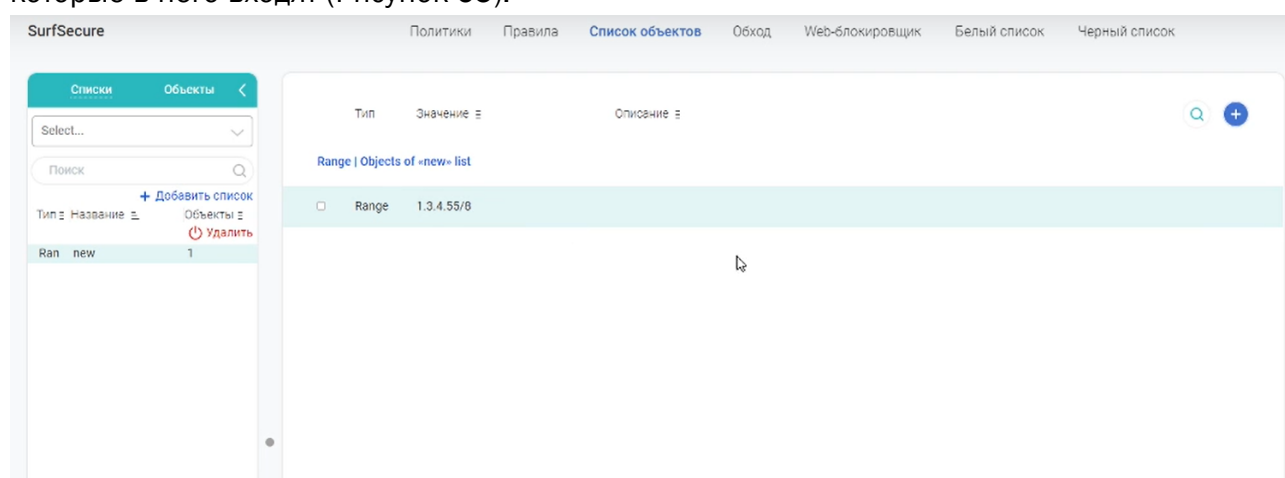 SurfSecure Политики Правила Список объектов Обход Web-блокировщик Белый список Черный список
Списки Объекты
Select...
Поиск
+ Добавить список
Тип Название Объекты
Удалить
Ran new 1
Тип Значение Описание
Range | Objects of «new» list
Range 1.3.4.55/8